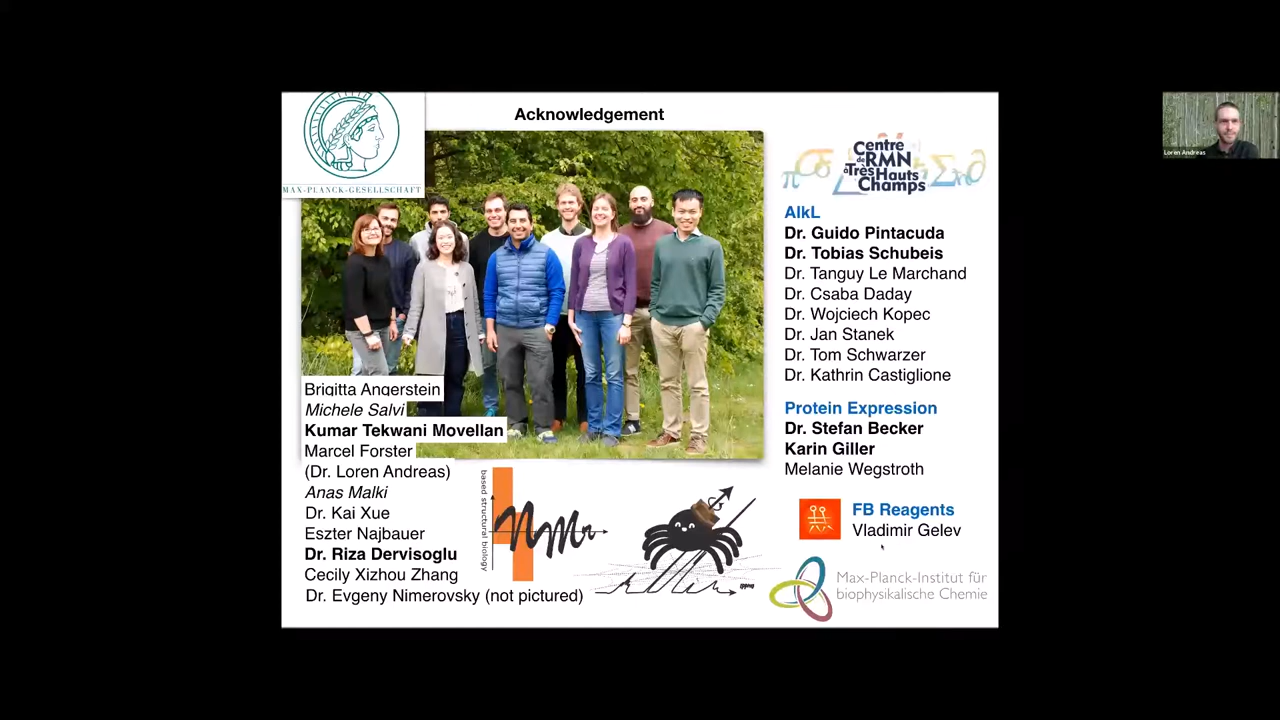 Acknowledgement
MAX-PLANCK-GESELLSCHAFT
Brigitta Angerstein
Michele Salvi
Kumar Tekwani Movellan
Marcel Forster
(Dr. Loren Andreas)
Anas Malki
Dr. Kai Xue
Eszter Najbauer
Dr. Riza Dervisoglu
Cecily Xizhou Zhang
Dr. Evgeny Nimerovsky (not pictured)
based structural biology
nmr
Centre
de RMN
à Très
Hauts
Champs
AlkL
Dr. Guido Pintacuda
Dr. Tobias Schubeis
Dr. Tanguy Le Marchand
Dr. Csaba Daday
Dr. Wojciech Kopec
Dr. Jan Stanek
Dr. Tom Schwarzer
Dr. Kathrin Castiglione
Protein Expression
Dr. Stefan Becker
Karin Giller
Melanie Wegstroth
FB Reagents
Vladimir Gelev
Max-Planck-Institut für
biophysikalische Chemie
Loren Andreas